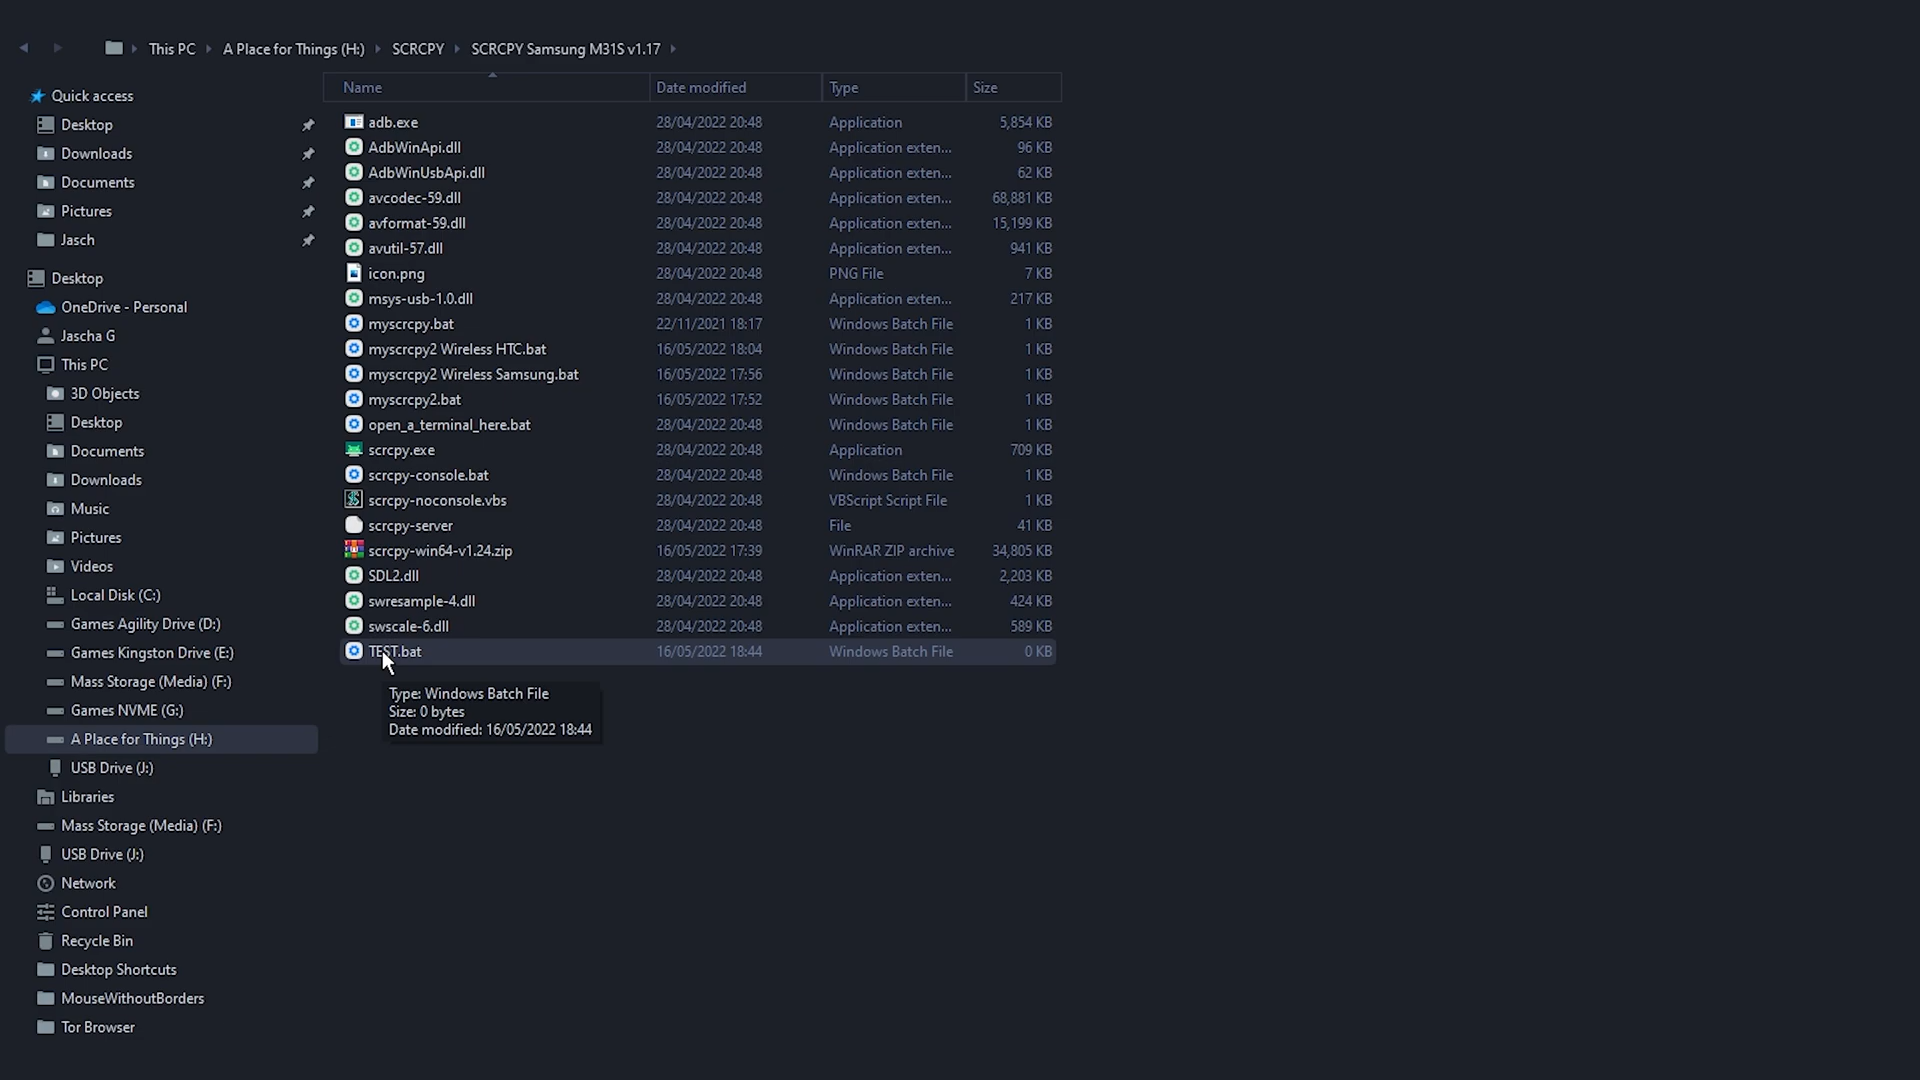 This PC
A Place for Things (H:)
SCRCPY
SCRCPY Samsung M31S v1.17
Quick access
Desktop
Downloads
Documents
Pictures
Jasch
Desktop
OneDrive - Personal
Jascha G
This PC
3D Objects
Desktop
Documents
Downloads
Music
Pictures
Videos
Local Disk (C:)
Games Agility Drive (D:)
Games Kingston Drive (E:)
Mass Storage (Media) (F:)
Games NVME (G:)
A Place for Things (H:)
USB Drive (J:)
Libraries
Mass Storage (Media) (F:)
USB Drive (J:)
Network
Control Panel
Recycle Bin
Desktop Shortcuts
MouseWithoutBorders
Tor Browser
Name Date modified Type Size
adb.exe 28/04/2022 20:48 Application 5,854 KB
AdbWinApi.dll 28/04/2022 20:48 Application exten... 96 KB
AdbWinUsbApi.dll 28/04/2022 20:48 Application exten... 62 KB
avcodec-59.dll 28/04/2022 20:48 Application exten... 68,881 KB
avformat-59.dll 28/04/2022 20:48 Application exten... 15,199 KB
avutil-57.dll 28/04/2022 20:48 Application exten... 941 KB
icon.png 28/04/2022 20:48 PNG File 7 KB
msys-usb-1.0.dll 28/04/2022 20:48 Application exten... 217 KB
myscrcpy.bat 22/11/2021 18:17 Windows Batch File 1 KB
myscrcpy2 Wireless HTC.bat 16/05/2022 18:04 Windows Batch File 1 KB
myscrcpy2 Wireless Samsung.bat 16/05/2022 17:56 Windows Batch File 1 KB
myscrcpy2.bat 16/05/2022 17:52 Windows Batch File 1 KB
open_a_terminal_here.bat 28/04/2022 20:48 Windows Batch File 1 KB
scrcpy.exe 28/04/2022 20:48 Application 709 KB
scrcpy-console.bat 28/04/2022 20:48 Windows Batch File 1 KB
scrcpy-noconsole.vbs 28/04/2022 20:48 VBScript Script File 1 KB
scrcpy-server 28/04/2022 20:48 File 41 KB
scrcpy-win64-v1.24.zip 16/05/2022 17:39 WinRAR ZIP archive 34,805 KB
SDL2.dll 28/04/2022 20:48 Application exten... 2,203 KB
swresample-4.dll 28/04/2022 20:48 Application exten... 424 KB
swscale-6.dll 28/04/2022 20:48 Application exten... 589 KB
TEST.bat 16/05/2022 18:44 Windows Batch File 0 KB
Type: Windows Batch File
Size: 0 bytes
Date modified: 16/05/2022 18:44